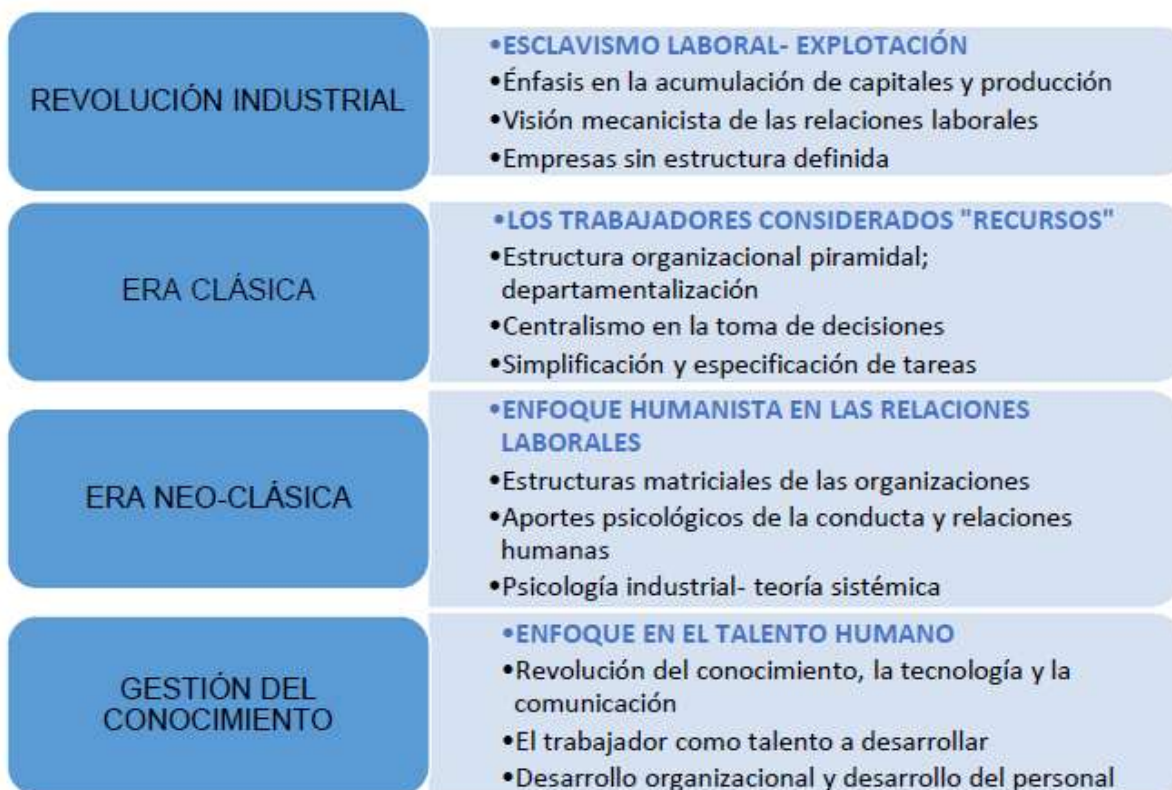 REVOLUCIÓN INDUSTRIAL
•ESCLAVISMO LABORAL- EXPLOTACIÓN
•Énfasis en la acumulación de capitales y producción
•Visión mecanicista de las relaciones laborales
•Empresas sin estructura definida
ERA CLÁSICA
•LOS TRABAJADORES CONSIDERADOS "RECURSOS"
•Estructura organizacional piramidal;
departamentalización
•Centralismo en la toma de decisiones
•Simplificación y especificación de tareas
ERA NEO-CLÁSICA
•ENFOQUE HUMANISTA EN LAS RELACIONES
LABORALES
•Estructuras matriciales de las organizaciones
•Aportes psicológicos de la conducta y relaciones
humanas
•Psicología industrial- teoría sistémica
GESTIÓN DEL
CONOCIMIENTO
•ENFOQUE EN EL TALENTO HUMANO
•Revolución del conocimiento, la tecnología y la
comunicación
•El trabajador como talento a desarrollar
•Desarrollo organizacional y desarrollo del personal